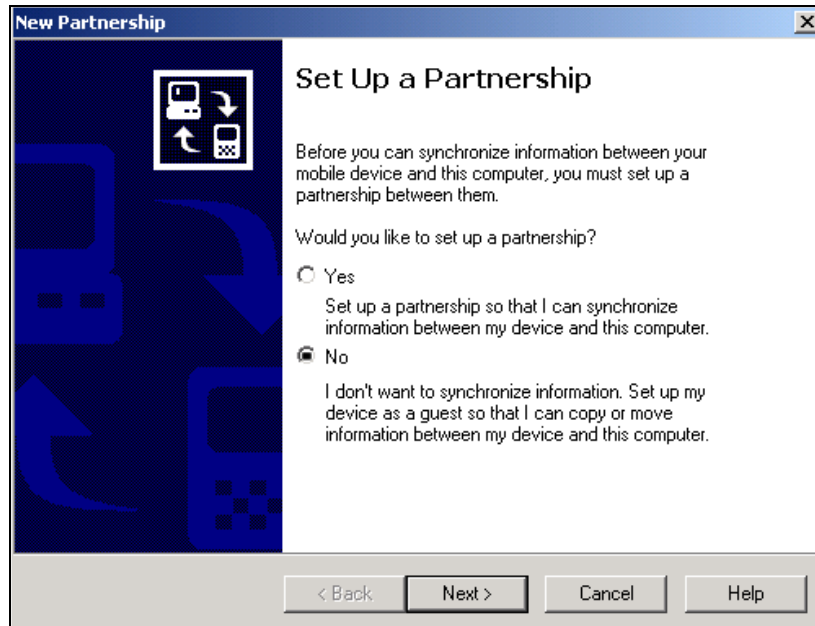 New Partnership
Set Up a Partnership
Before you can synchronize information between your
mobile device and this computer, you must set up a
partnership between them.
Would you like to set up a partnership?
Yes
Set up a partnership so that I can synchronize
information between my device and this computer.
No
I don't want to synchronize information. Set up my
device as a guest so that I can copy or move
information between my device and this computer.
< Back Next > Cancel Help